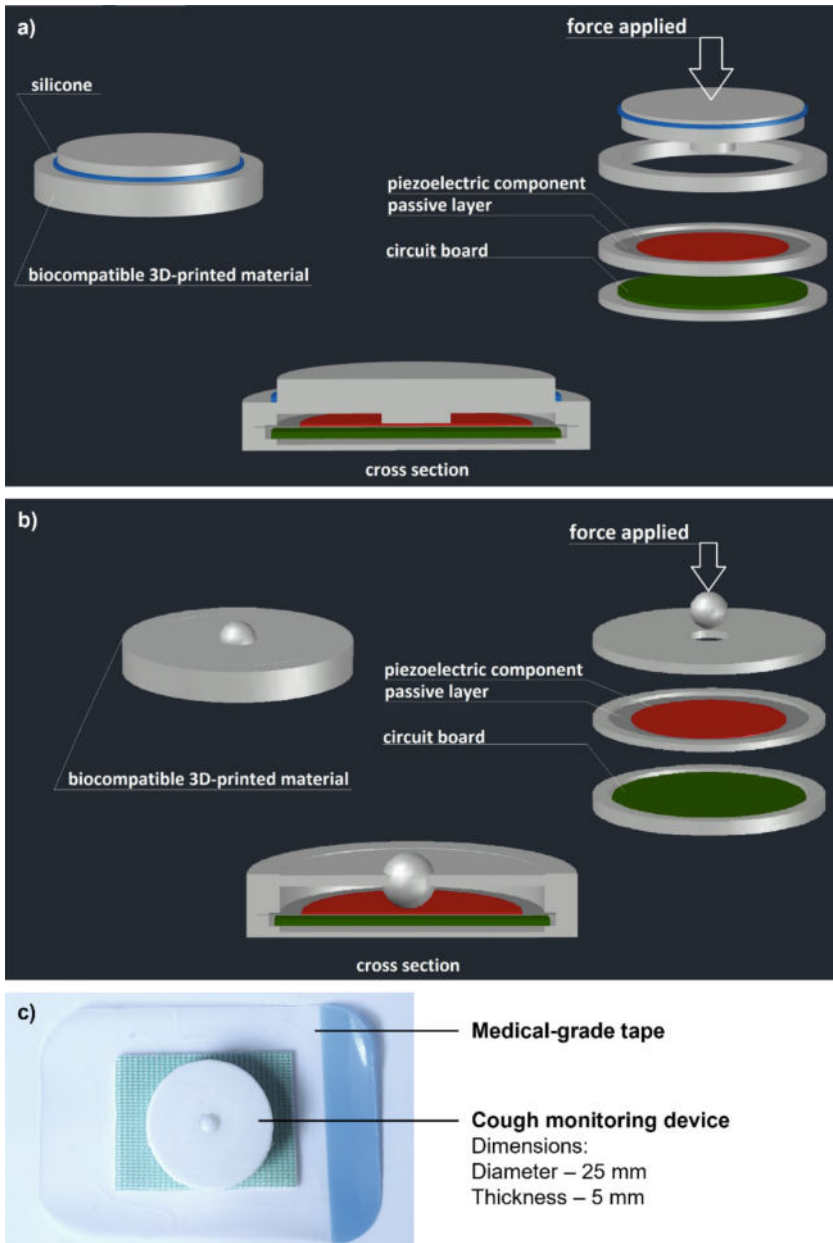 a)
force applied
silicone
piezoelectric component
passive layer
circuit board
biocompatible 3D-printed material
cross section
b)
force applied
piezoelectric component
passive layer
circuit board
biocompatible 3D-printed material
cross section
c)
Medical-grade tape
Cough monitoring device
Dimensions:
Diameter – 25 mm
Thickness – 5 mm